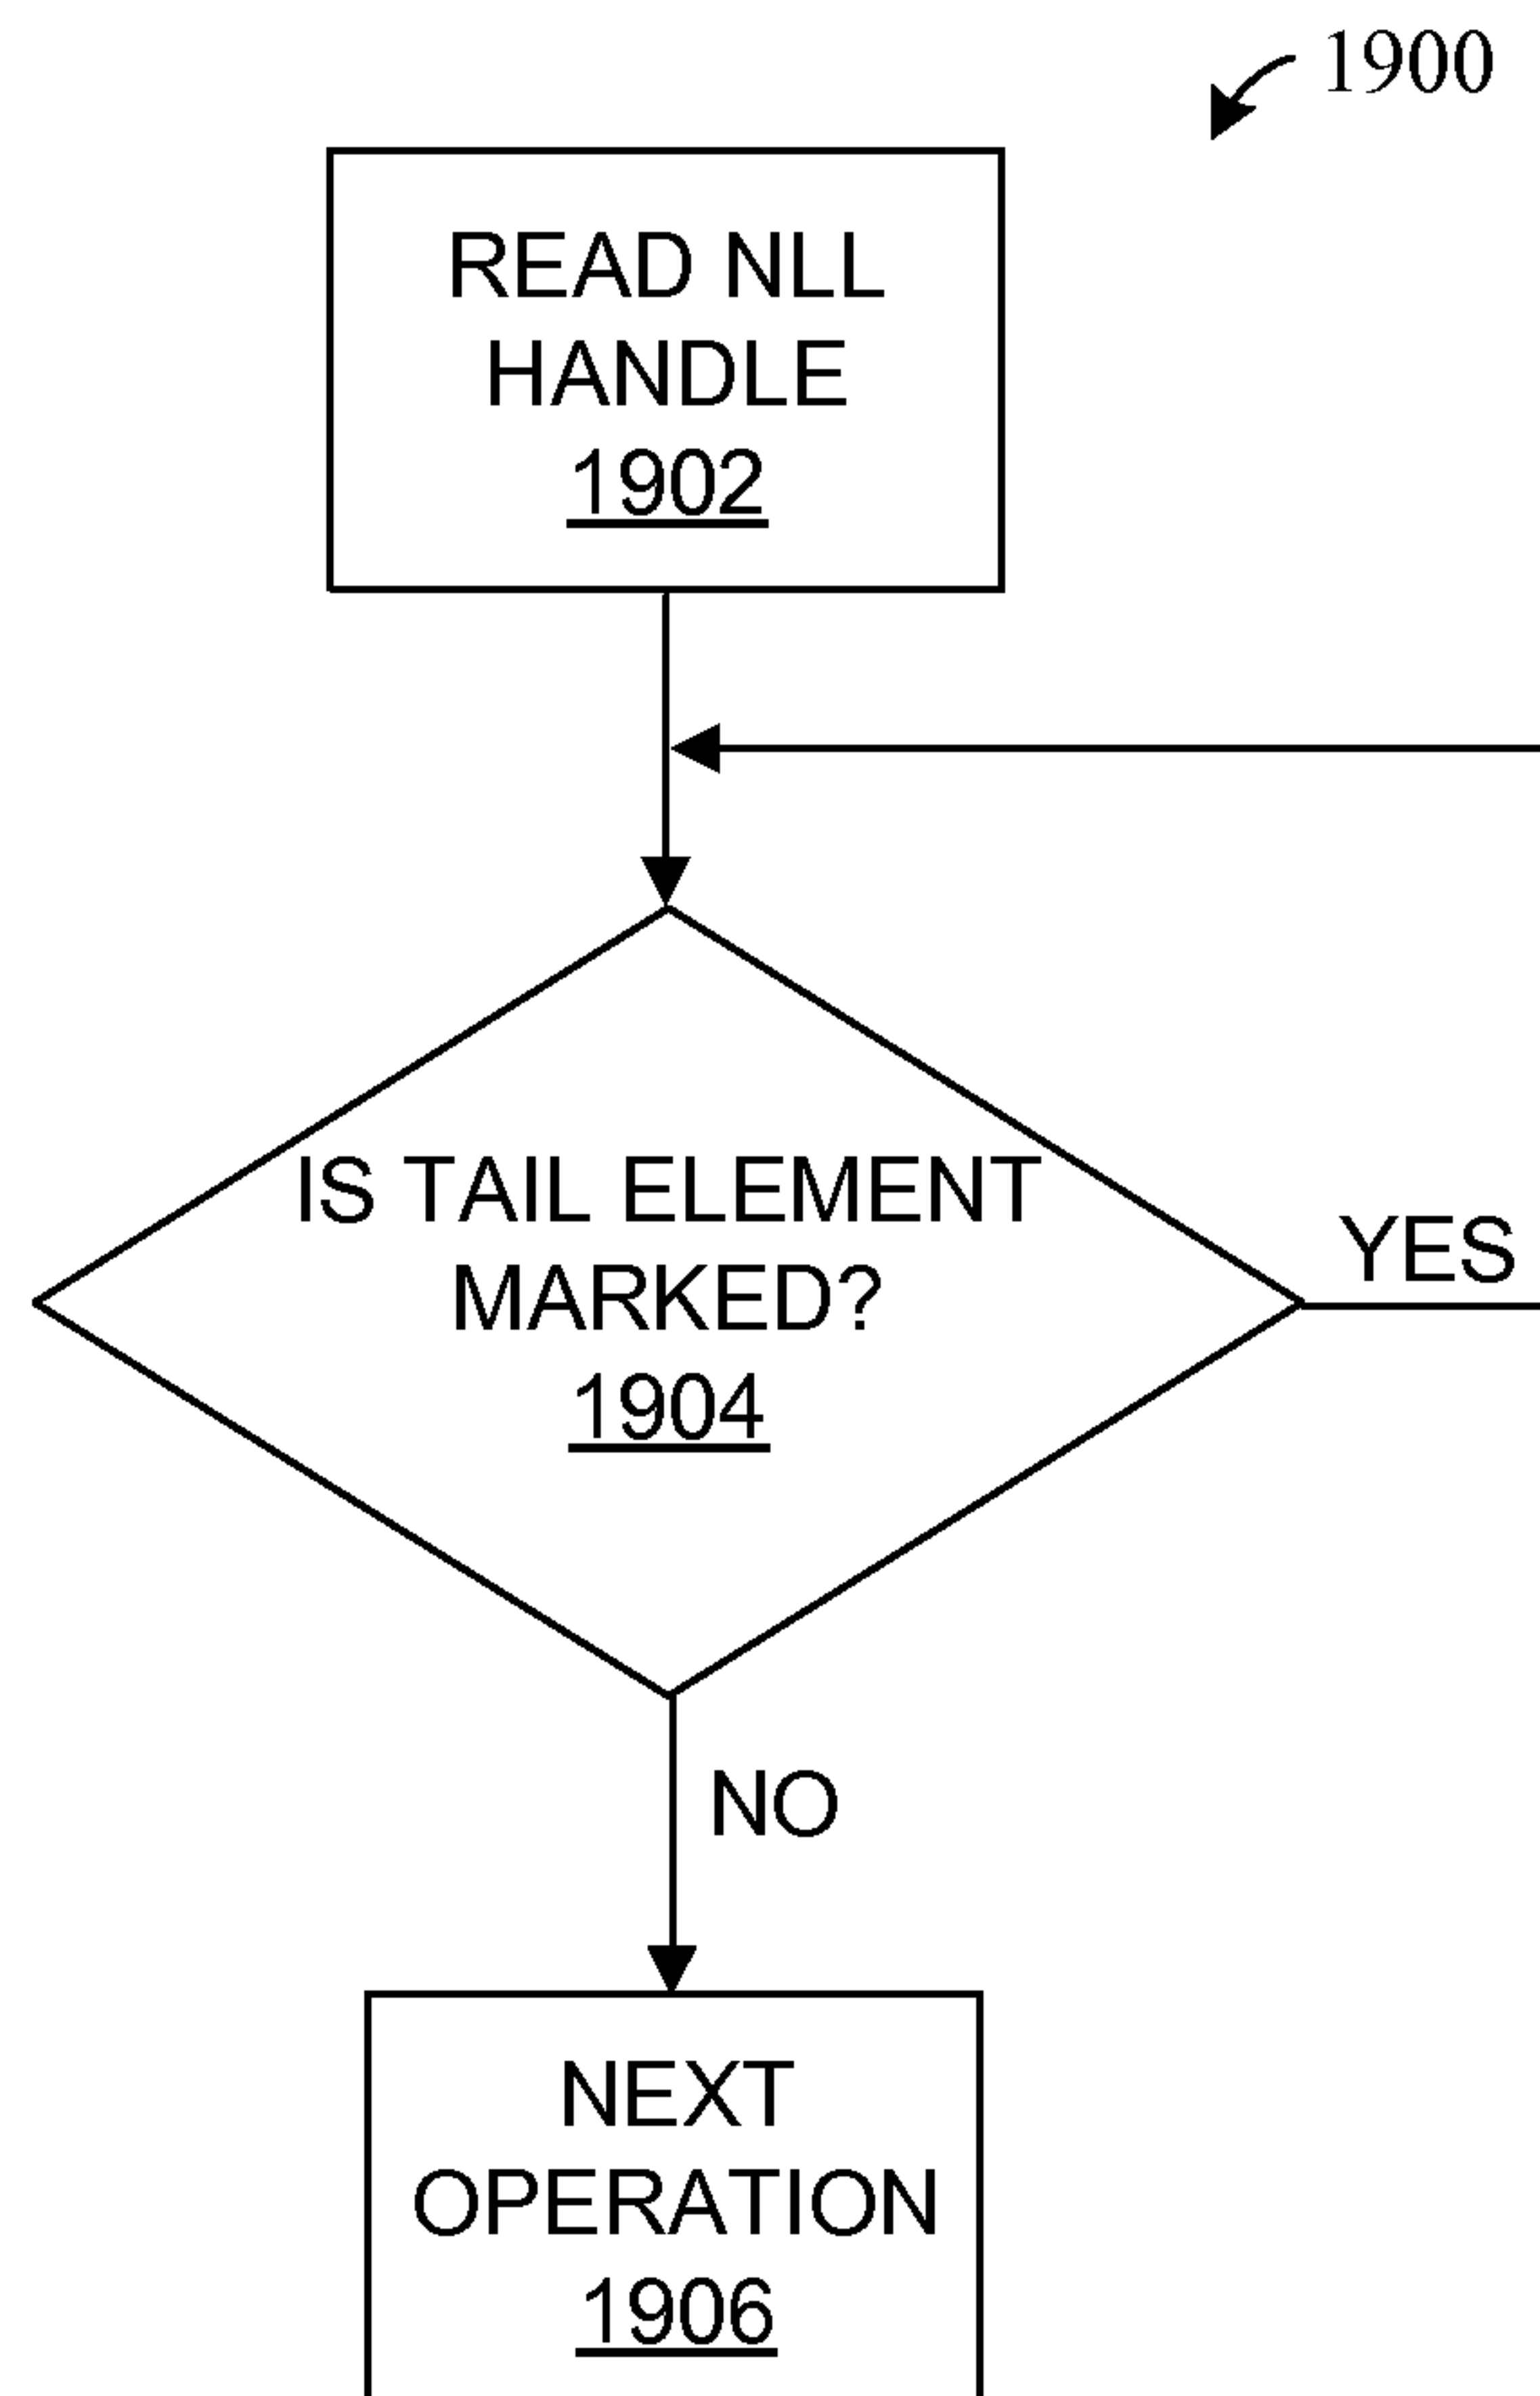 1900
READ NLL
HANDLE
1902
IS TAIL ELEMENT
MARKED?
1904
YES
NO
NEXT
OPERATION
1906